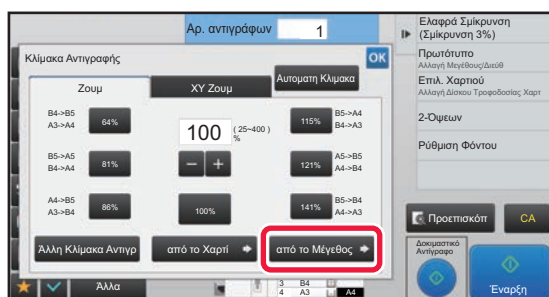 Αρ. αντιγράφων 1
Κλίμακα Αντιγραφής
OK
Ζουμ
XY Ζουμ
Αυτοματη Κλιμακα
B4->B5
A3->A4
64%
100
( 25~400 )
%
115%
B5->A4
B4->A3
B5->A5
B4->A4
81%
121%
A5->B5
A4->B4
A4->B5
A3->B4
86%
100%
141%
B5->B4
A4->A3
Άλλη Κλίμακα Αντιγρ
από το Χαρτί
από το Μέγεθος
Άλλα
3 B4
4 A3
A4
Ελαφρά Σμίκρυνση
(Σμίκρυνση 3%)
Πρωτότυπο
Αλλαγή Μεγέθους/Διεύθ
Επιλ. Χαρτιού
Αλλαγή Δίσκου Τροφοδοσίας Χαρτ
2-Όψεων
Ρύθμιση Φόντου
Προεπισκόπ
CA
Δοκιμαστικό
Αντίγραφο
Έναρξη